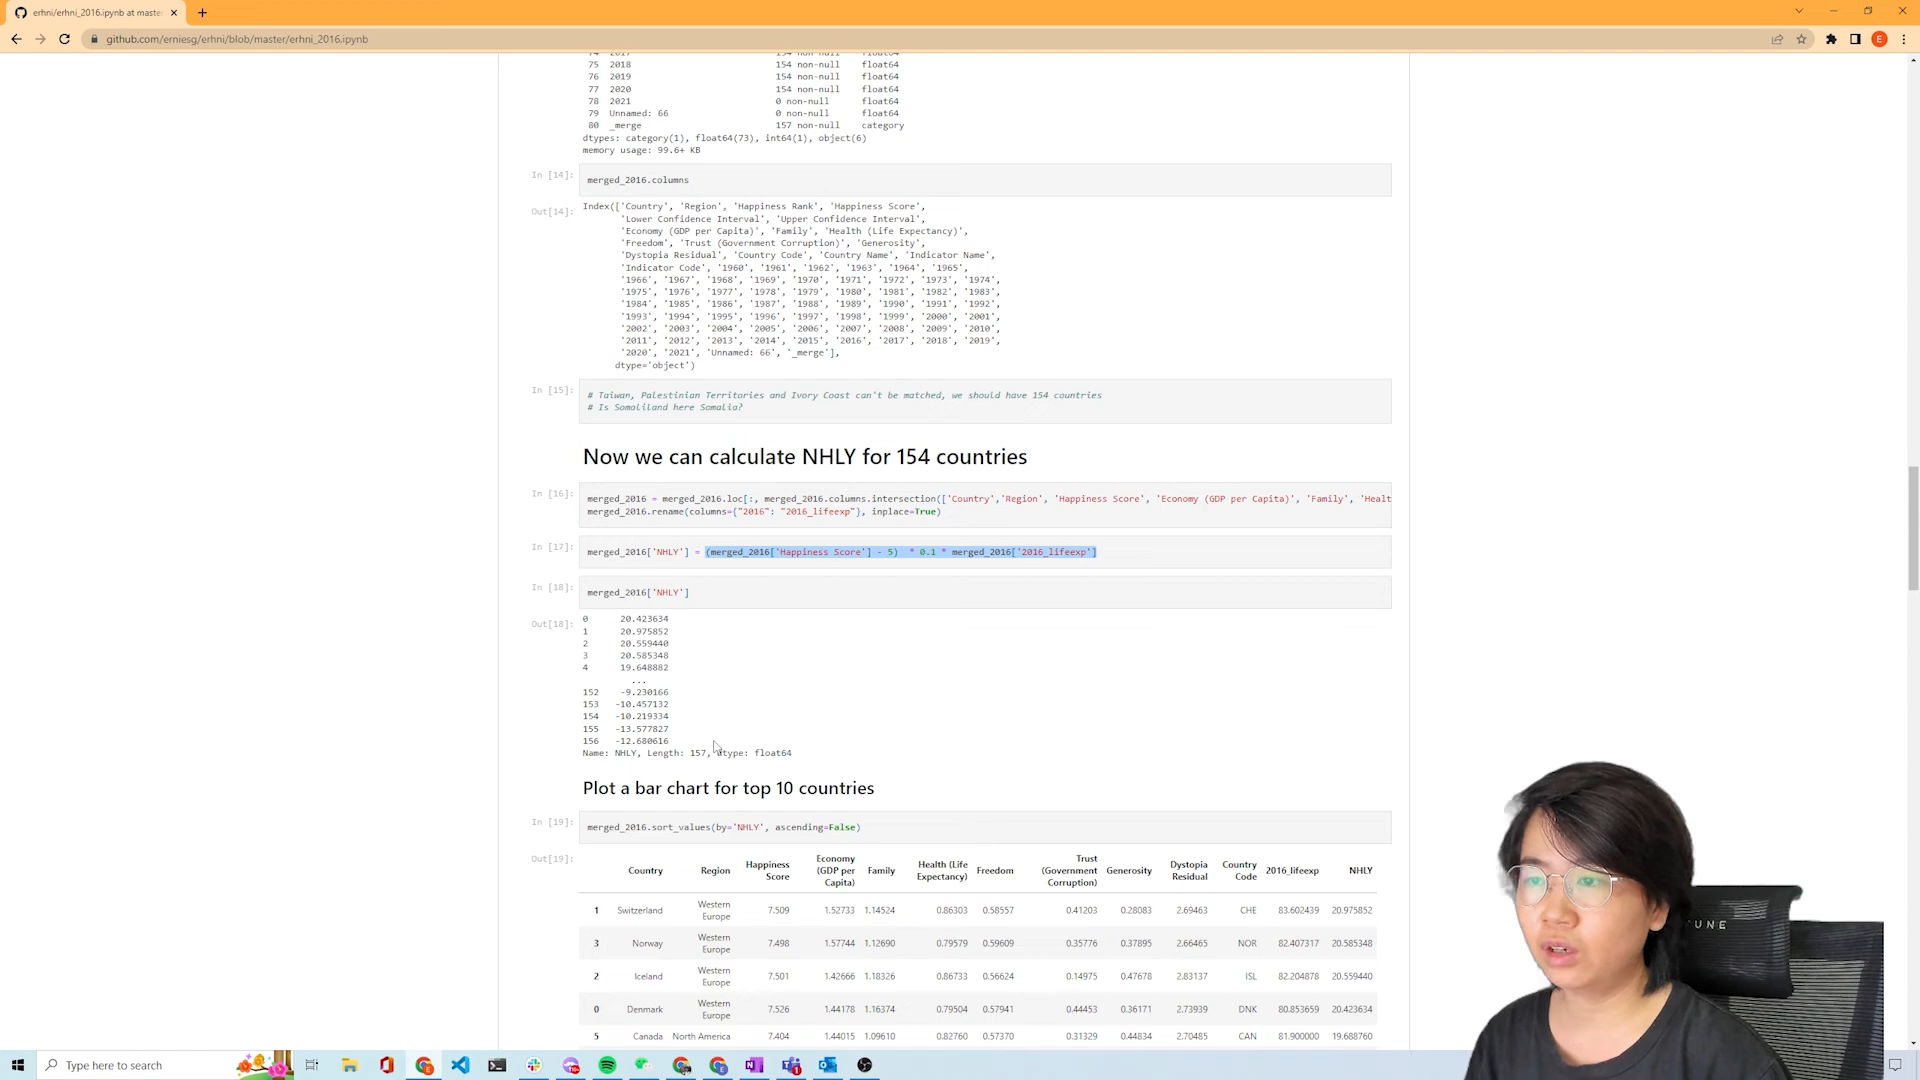 erhni/erhni_2016.ipynb at maste
github.com/erniesg/erhni/blob/master/erhni_2016.ipynb
75 2018 154 non-null float64
76 2019 154 non-null float64
77 2020 154 non-null float64
78 2021 0 non-null float64
79 Unnamed: 66 0 non-null float64
80 _merge 157 non-null category
dtypes: category(1), float64(73), int64(1), object(6)
memory usage: 99.6+ KB
In [14]: merged_2016.columns
Out[14]: Index(['Country', 'Region', 'Happiness Rank', 'Happiness Score',
'Lower Confidence Interval', 'Upper Confidence Interval',
'Economy (GDP per Capita)', 'Family', 'Health (Life Expectancy)',
'Freedom', 'Trust (Government Corruption)', 'Generosity',
'Dystopia Residual', 'Country Code', 'Country Name', 'Indicator Name',
'Indicator Code', '1960', '1961', '1962', '1963', '1964', '1965',
'1966', '1967', '1968', '1969', '1970', '1971', '1972', '1973', '1974',
'1975', '1976', '1977', '1978', '1979', '1980', '1981', '1982', '1983',
'1984', '1985', '1986', '1987', '1988', '1989', '1990', '1991', '1992',
'1993', '1994', '1995', '1996', '1997', '1998', '1999', '2000', '2001',
'2002', '2003', '2004', '2005', '2006', '2007', '2008', '2009', '2010',
'2011', '2012', '2013', '2014', '2015', '2016', '2017', '2018', '2019',
'2020', '2021', 'Unnamed: 66', '_merge'],
dtype='object')
In [15]: # Taiwan, Palestinian Territories and Ivory Coast can't be matched, we should have 154 countries
# Is Somaliland here Somalia?
Now we can calculate NHLY for 154 countries
In [16]: merged_2016 = merged_2016.loc[:, merged_2016.columns.intersection(['Country','Region', 'Happiness Score', 'Economy (GDP per Capita)', 'Family', 'Healt
merged_2016.rename(columns={"2016": "2016_lifeexp"}, inplace=True)
In [17]: merged_2016['NHLY'] = (merged_2016['Happiness Score'] - 5) * 0.1 * merged_2016['2016_lifeexp']
In [18]: merged_2016['NHLY']
Out[18]: 0 20.423634
1 20.975852
2 20.559440
3 20.585348
4 19.648882
...
152 -9.230166
153 -10.457132
154 -10.219334
155 -13.577827
156 -12.680616
Name: NHLY, Length: 157, dtype: float64
Plot a bar chart for top 10 countries
In [19]: merged_2016.sort_values(by='NHLY', ascending=False)
Out[19]: Country Region Happiness Score Economy (GDP per Capita) Family Health (Life Expectancy) Freedom Trust (Government Corruption) Generosity Dystopia Residual Country Code 2016_lifeexp NHLY
1 Switzerland Western Europe 7.509 1.52733 1.14524 0.86303 0.58557 0.41203 0.28083 2.69463 CHE 83.602439 20.975852
3 Norway Western Europe 7.498 1.57744 1.12690 0.79579 0.59609 0.35776 0.37895 2.66465 NOR 82.407317 20.585348
2 Iceland Western Europe 7.501 1.42666 1.18326 0.86733 0.56624 0.14975 0.47678 2.83137 ISL 82.204878 20.559440
0 Denmark Western Europe 7.526 1.44178 1.16374 0.79504 0.57941 0.44453 0.36171 2.73939 DNK 80.853659 20.423634
5 Canada North America 7.404 1.44015 1.09610 0.82760 0.57370 0.31329 0.44834 2.70485 CAN 81.900000 19.688760
Type here to search